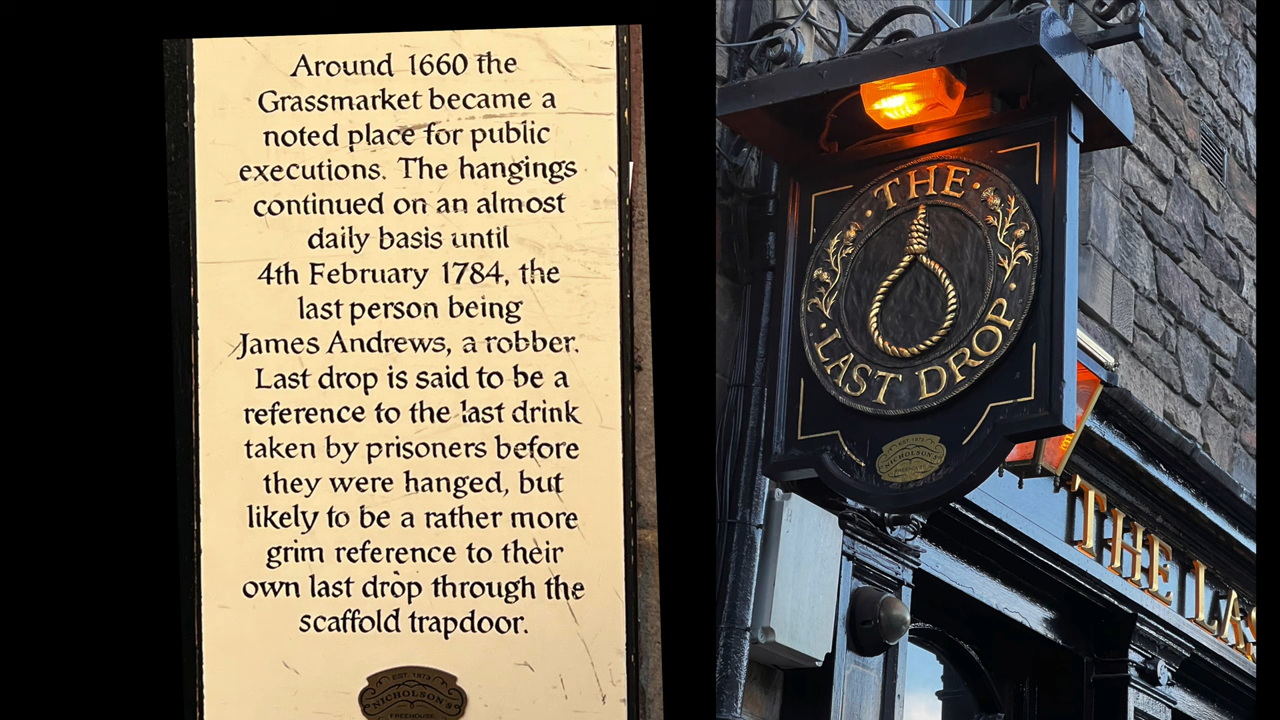 Around 1660 the
Grassmarket became a
noted place for public
executions. The hangings
continued on an almost
daily basis until
4th February 1784, the
last person being
James Andrews, a robber.
Last drop is said to be a
reference to the last drink
taken by prisoners before
they were hanged, but
likely to be a rather more
grim reference to their
own last drop through the
scaffold trapdoor.
EST. 1873
NICHOLSON'S
FREEHOUSE
·THE·
·LAST DROP·
EST. 1873
NICHOLSON'S
THE LAS